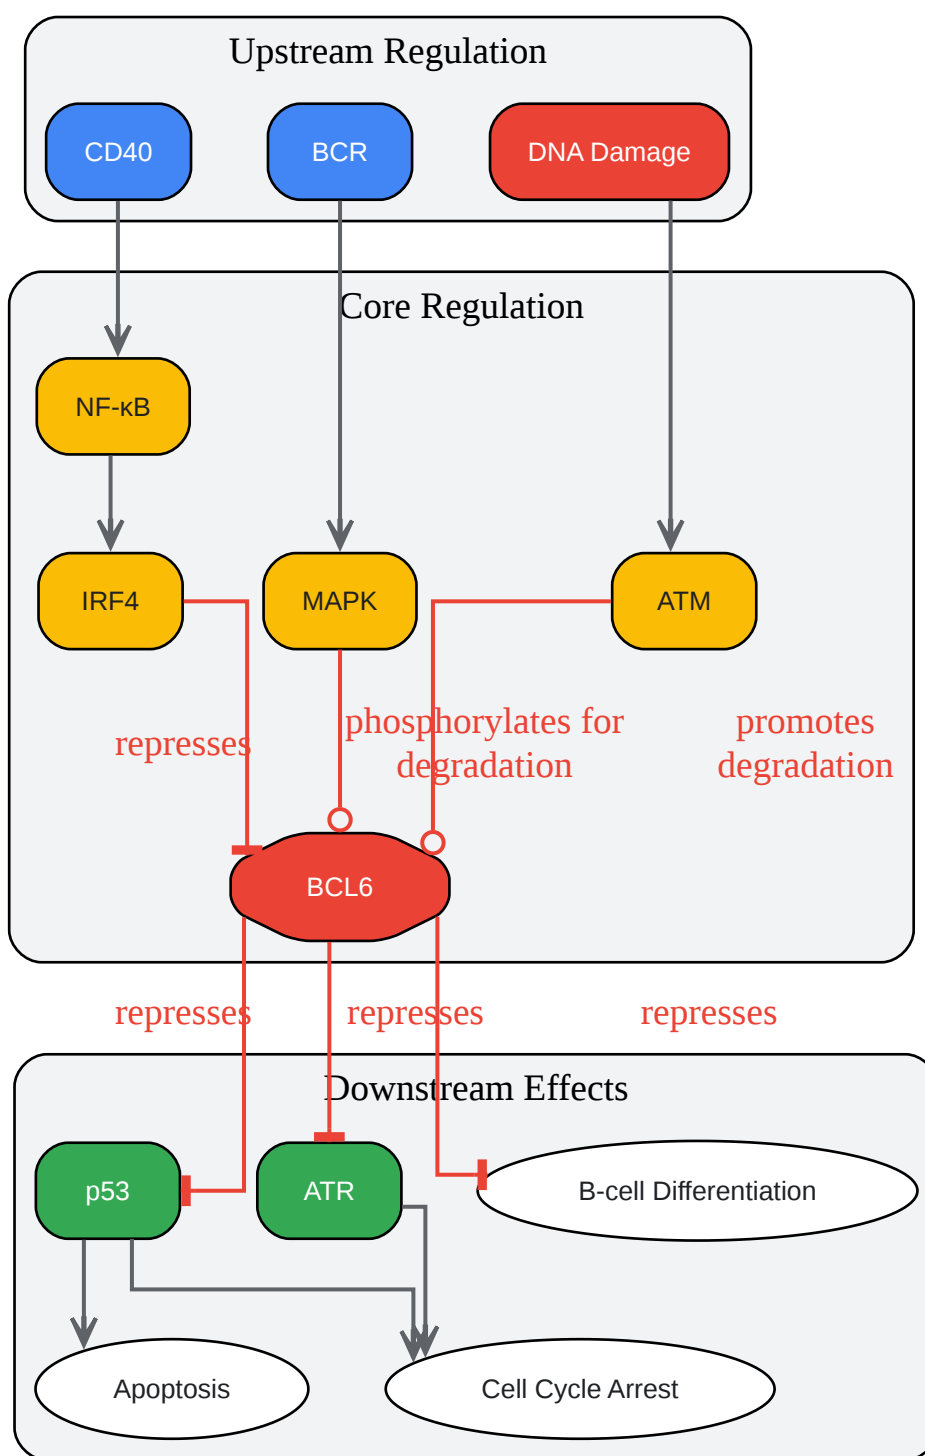 Upstream Regulation
CD40
BCR
DNA Damage
Core Regulation
NF-κB
IRF4
MAPK
ATM
represses
phosphorylates for
degradation
promotes
degradation
BCL6
represses
represses
represses
Downstream Effects
p53
ATR
B-cell Differentiation
Apoptosis
Cell Cycle Arrest